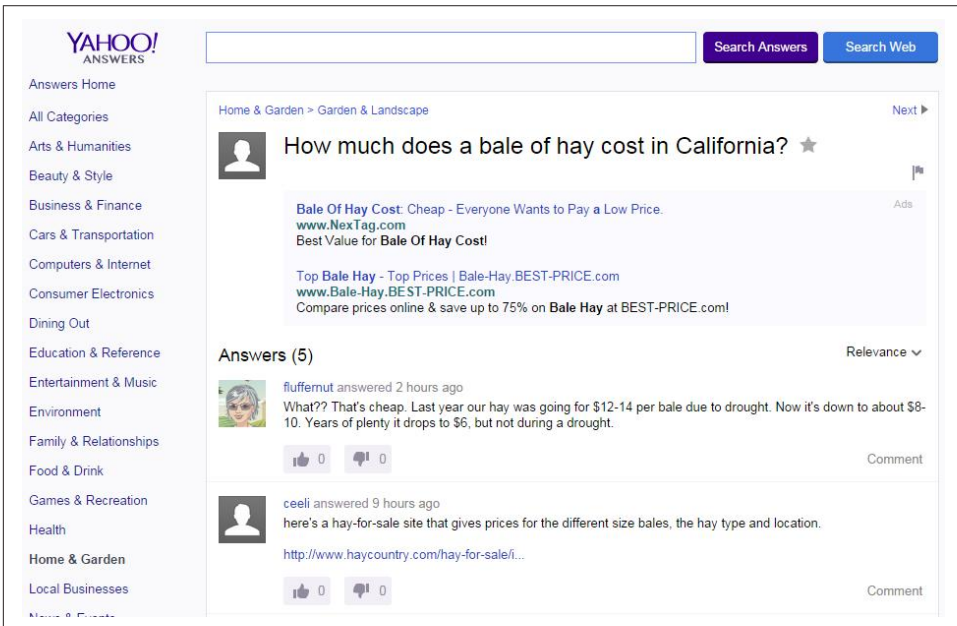 YAHOO!
ANSWERS
Search Answers
Search Web
Answers Home
All Categories
Arts & Humanities
Beauty & Style
Business & Finance
Cars & Transportation
Computers & Internet
Consumer Electronics
Dining Out
Education & Reference
Entertainment & Music
Environment
Family & Relationships
Food & Drink
Games & Recreation
Health
Home & Garden
Local Businesses
News & Events
Home & Garden > Garden & Landscape
Next
How much does a bale of hay cost in California?
Ads
Bale Of Hay Cost: Cheap - Everyone Wants to Pay a Low Price.
www.NexTag.com
Best Value for Bale Of Hay Cost!
Top Bale Hay - Top Prices | Bale-Hay.BEST-PRICE.com
www.Bale-Hay.BEST-PRICE.com
Compare prices online & save up to 75% on Bale Hay at BEST-PRICE.com!
Answers (5)
Relevance
fluffernut answered 2 hours ago
What?? That's cheap. Last year our hay was going for $12-14 per bale due to drought. Now it's down to about $8-
10. Years of plenty it drops to $6, but not during a drought.
0 0
Comment
ceeli answered 9 hours ago
here's a hay-for-sale site that gives prices for the different size bales, the hay type and location.
http://www.haycountry.com/hay-for-sale/i...
0 0
Comment